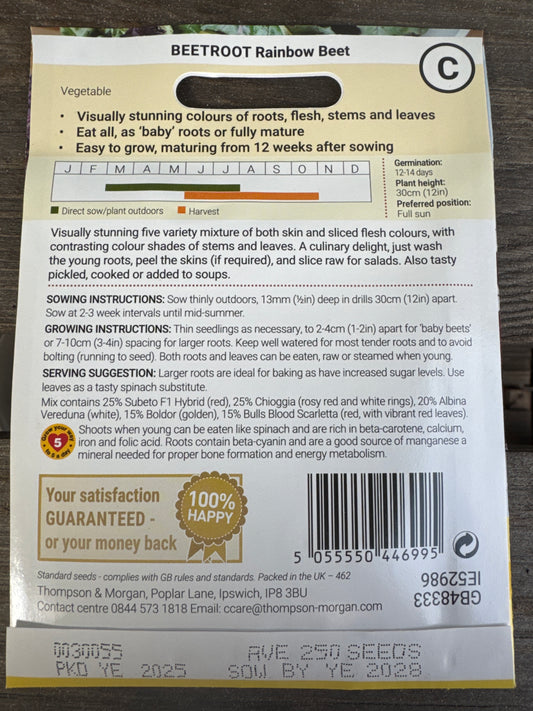 BEETROOT Rainbow Beet
C
Vegetable
• Visually stunning colours of roots, flesh, stems and leaves
• Eat all, as 'baby' roots or fully mature
• Easy to grow, maturing from 12 weeks after sowing
J F M A M J J A S O N D
Direct sow/plant outdoors Harvest
Germination:
12-14 days
Plant height:
30cm (12in)
Preferred position:
Full sun
Visually stunning five variety mixture of both skin and sliced flesh colours, with
contrasting colour shades of stems and leaves. A culinary delight, just wash
the young roots, peel the skins (if required), and slice raw for salads. Also tasty
pickled, cooked or added to soups.
SOWING INSTRUCTIONS: Sow thinly outdoors, 13mm (½in) deep in drills 30cm (12in) apart.
Sow at 2-3 week intervals until mid-summer.
GROWING INSTRUCTIONS: Thin seedlings as necessary, to 2-4cm (1-2in) apart for 'baby beets'
or 7-10cm (3-4in) spacing for larger roots. Keep well watered for most tender roots and to avoid
bolting (running to seed). Both roots and leaves can be eaten, raw or steamed when young.
SERVING SUGGESTION: Larger roots are ideal for baking as have increased sugar levels. Use
leaves as a tasty spinach substitute.
Mix contains 25% Subeto F1 Hybrid (red), 25% Chioggia (rosy red and white rings), 20% Albina
Vereduna (white), 15% Boldor (golden), 15% Bulls Blood Scarletta (red, with vibrant red leaves).
Grow your way
5
to 5 a day
Shoots when young can be eaten like spinach and are rich in beta-carotene, calcium,
iron and folic acid. Roots contain beta-cyanin and are a good source of manganese a
mineral needed for proper bone formation and energy metabolism.
Your satisfaction
GUARANTEED -
or your money back
100%
HAPPY
5 055550 446995
GB48333
IE52986
Standard seeds - complies with GB rules and standards. Packed in the UK – 462
Thompson & Morgan, Poplar Lane, Ipswich, IP8 3BU
Contact centre 0844 573 1818 Email: ccare@thompson-morgan.com
0030055 AVE 250 SEEDS
PKD YE 2025 SOW BY YE 2028